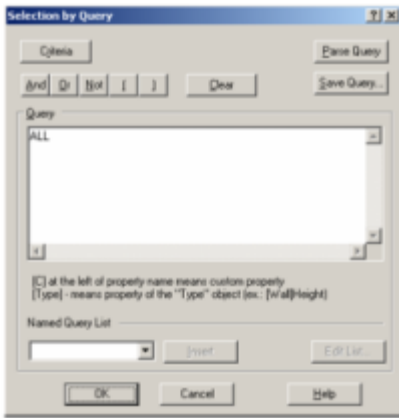 Selection by Query
Criteria
Parse Query
And Or Not ( )
Clear
Save Query...
Query
ALL
[C] at the left of property name means custom property
[Type] - means property of the "Type" object (ex.: [Wall]Height)
Named Query List
Insert
Edit List...
OK
Cancel
Help